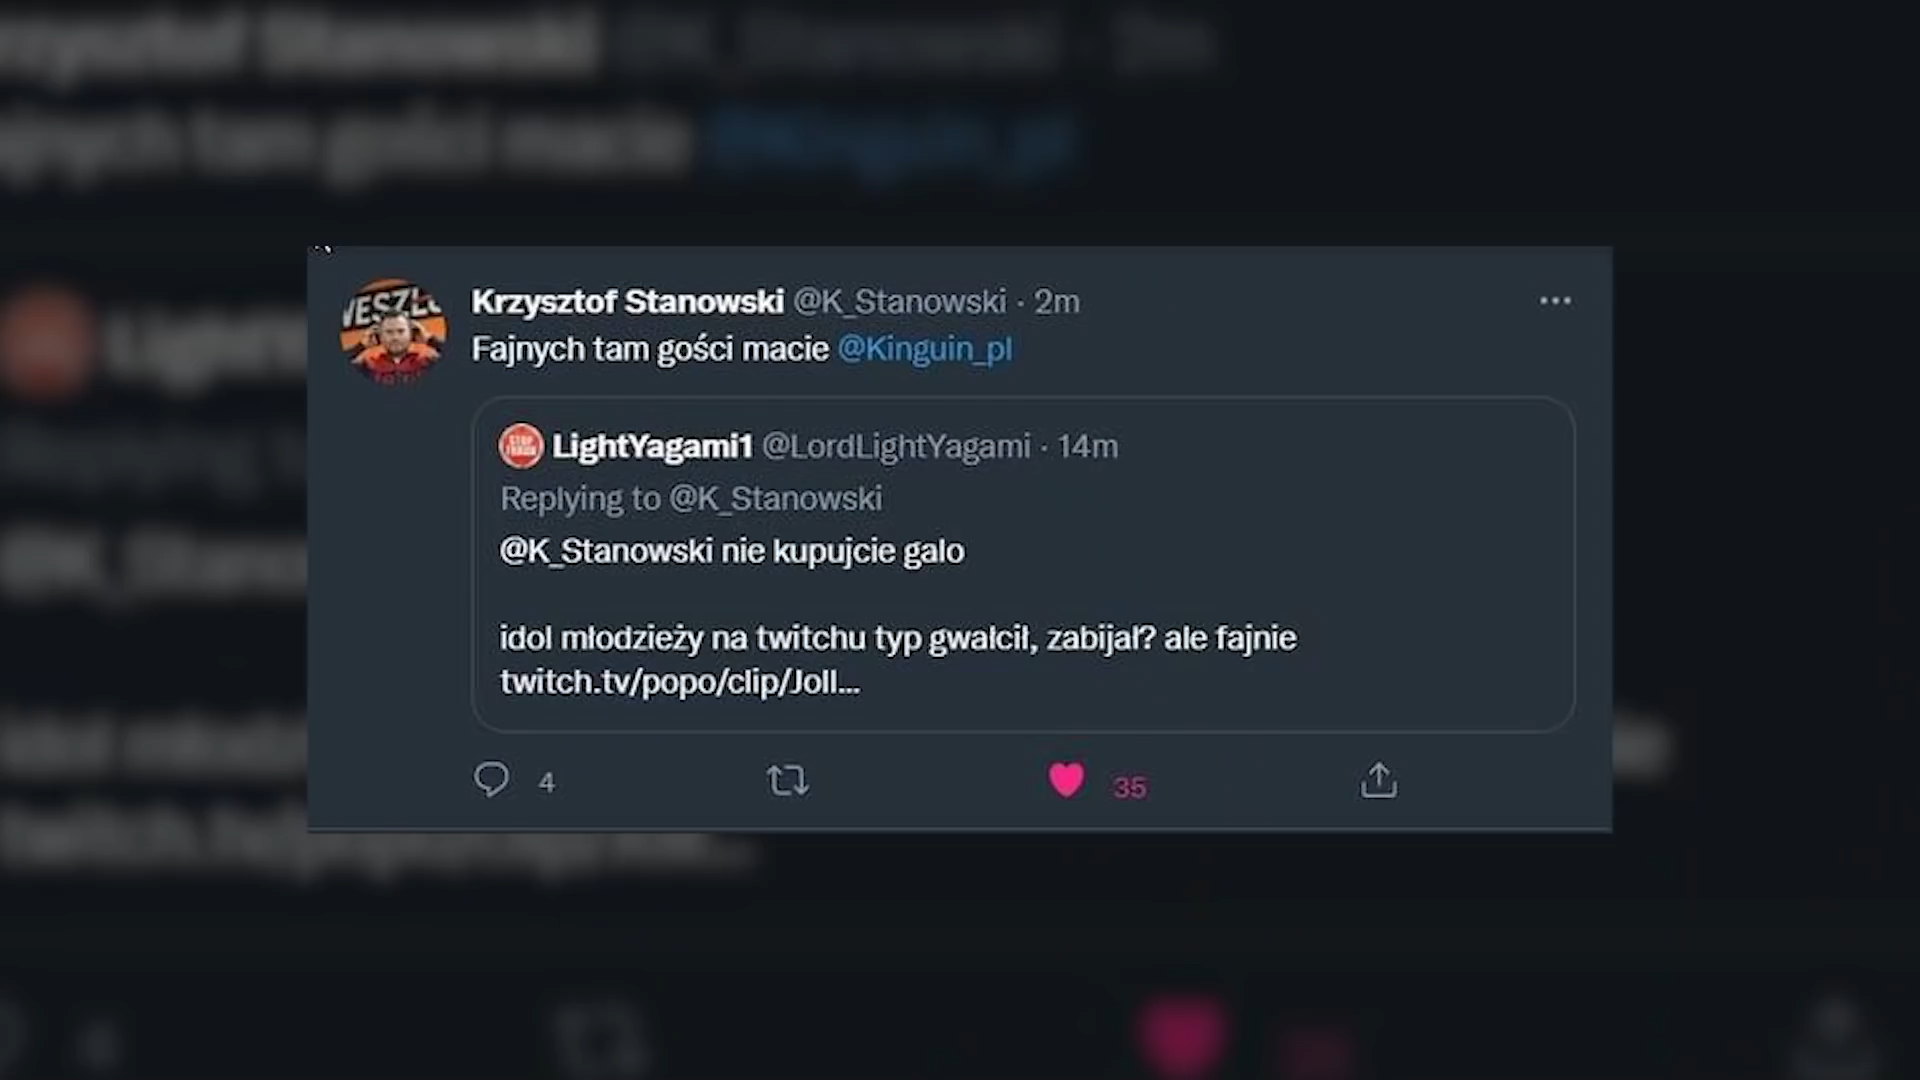 Krzysztof Stanowski @K_Stanowski · 2m
Fajnych tam gości macie @Kinguin_pl
LightYagami1 @LordLightYagami · 14m
Replying to @K_Stanowski
@K_Stanowski nie kupujcie galo
idol młodzieży na twitchu typ gwałcił, zabijał? ale fajnie
twitch.tv/popo/clip/Joll...
4
35